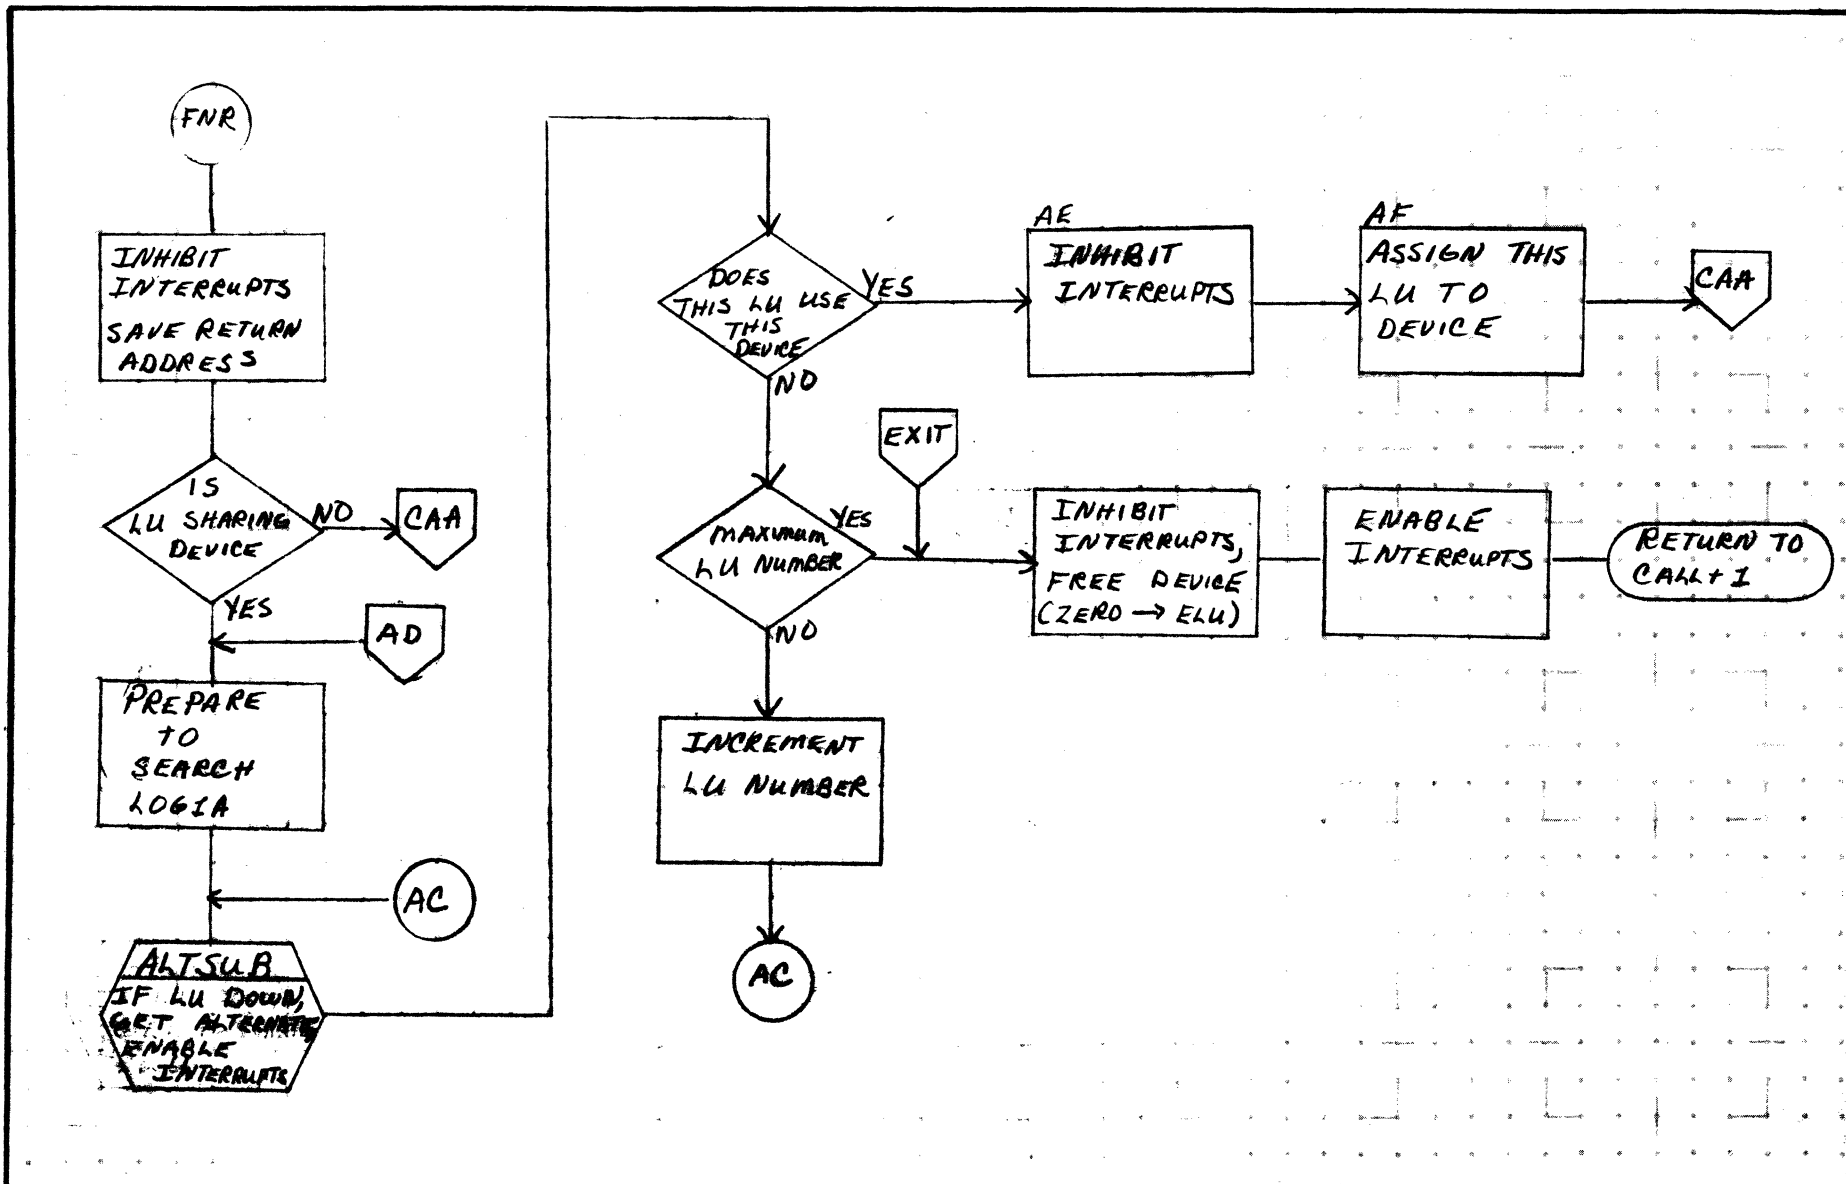 FNR
INHIBIT
INTERRUPTS
SAVE RETURN
ADDRESS
IS
LU SHARING
DEVICE
NO
CAA
YES
AD
PREPARE
TO
SEARCH
LOG1A
AC
ALTSUB
IF LU DOWN,
GET ALTERNATE,
ENABLE
INTERRUPTS
DOES
THIS LU USE
THIS
DEVICE
YES
NO
AE
INHIBIT
INTERRUPTS
AF
ASSIGN THIS
LU TO
DEVICE
CAA
EXIT
MAXIMUM
LU NUMBER
YES
NO
INHIBIT
INTERRUPTS,
FREE DEVICE
(ZERO → ELU)
ENABLE
INTERRUPTS
RETURN TO
CALL+1
INCREMENT
LU NUMBER
AC